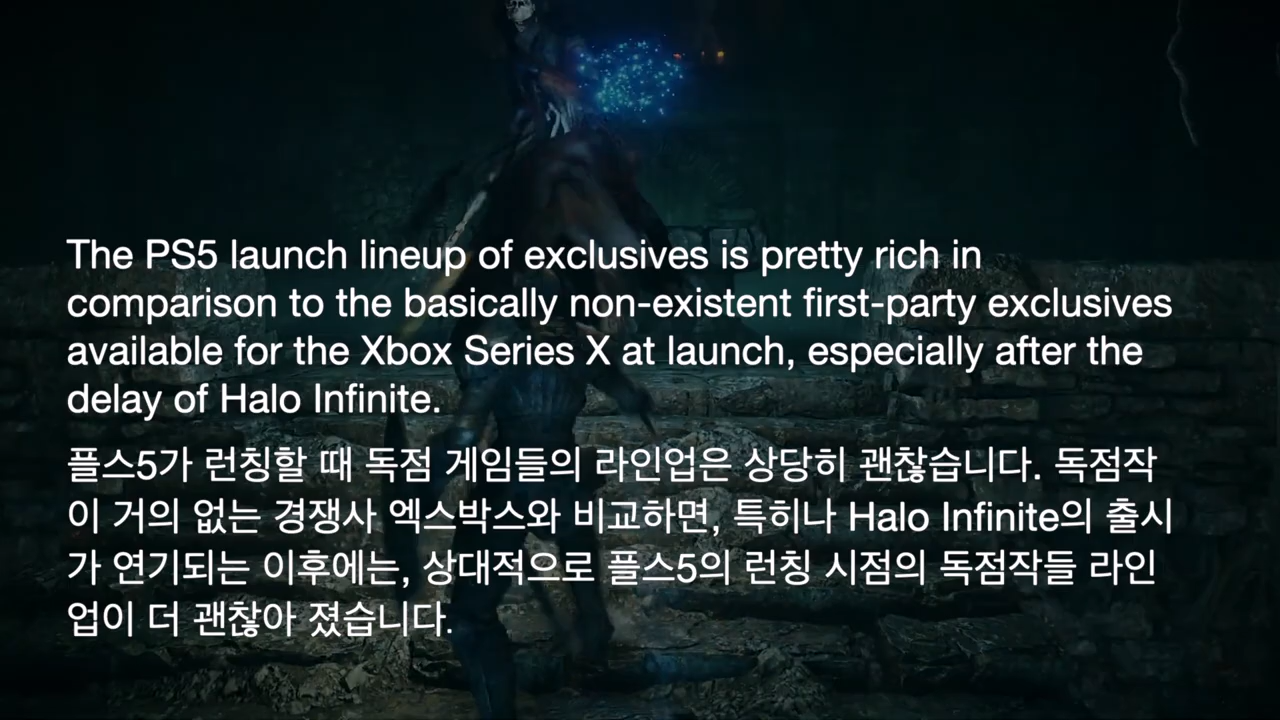 The PS5 launch lineup of exclusives is pretty rich in
comparison to the basically non-existent first-party exclusives
available for the Xbox Series X at launch, especially after the
delay of Halo Infinite.
플스5가 런칭할 때 독점 게임들의 라인업은 상당히 괜찮습니다. 독점작
이 거의 없는 경쟁사 엑스박스와 비교하면, 특히나 Halo Infinite의 출시
가 연기되는 이후에는, 상대적으로 플스5의 런칭 시점의 독점작들 라인
업이 더 괜찮아 졌습니다.